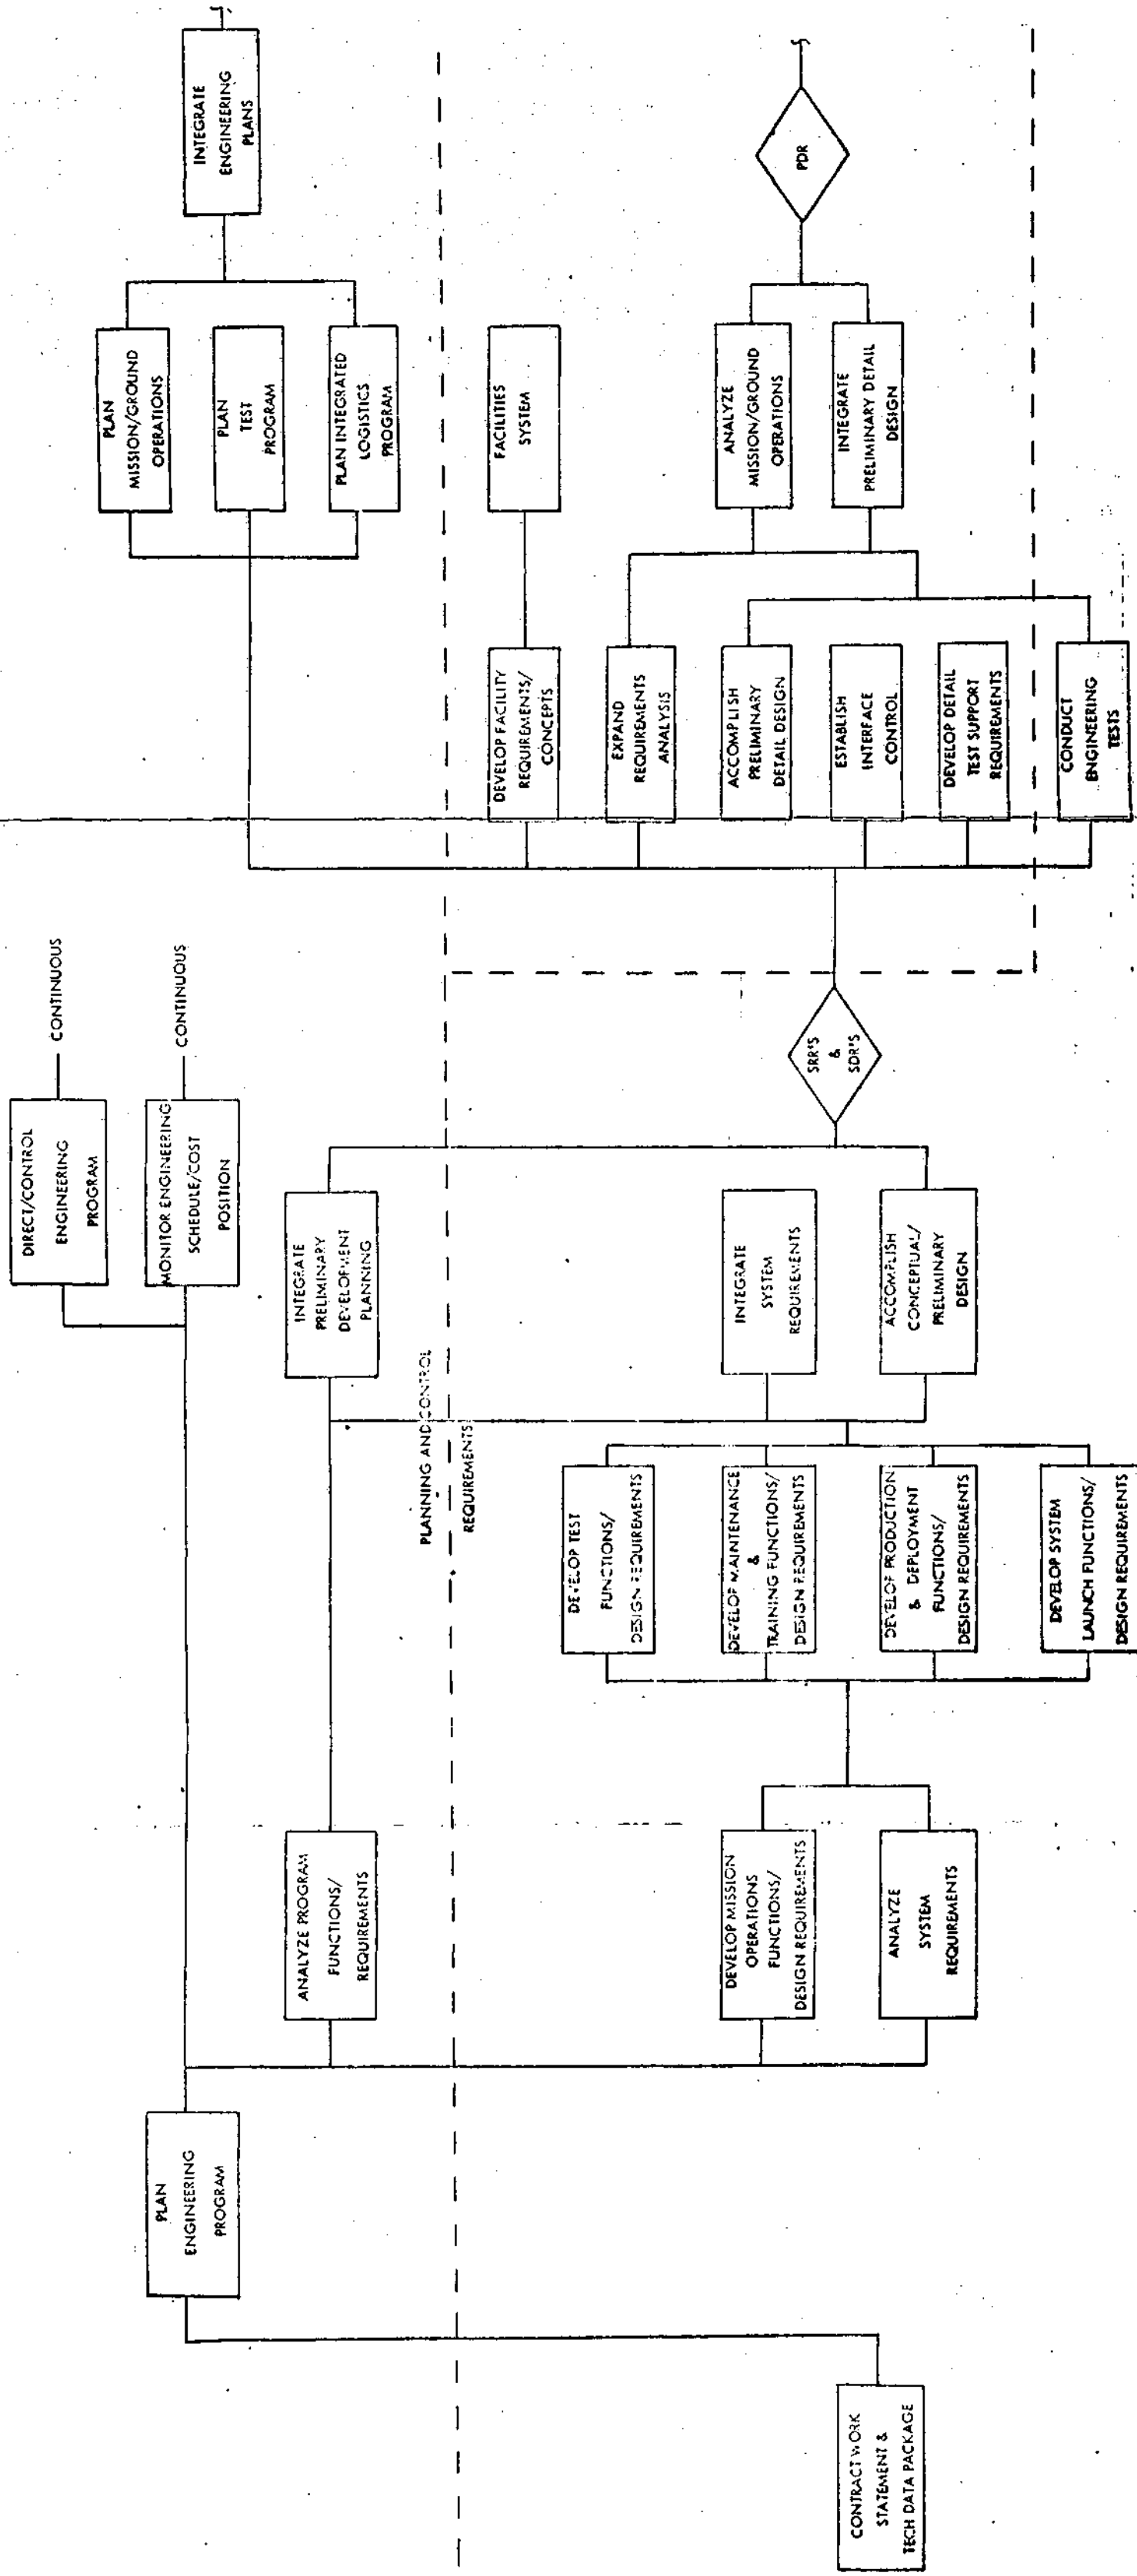 CONTRACT WORK
STATEMENT &
TECH DATA PACKAGE
PLAN
ENGINEERING
PROGRAM
DIRECT/CONTROL
ENGINEERING
PROGRAM
CONTINUOUS
MONITOR ENGINEERING
SCHEDULE/COST
POSITION
CONTINUOUS
ANALYZE PROGRAM
FUNCTIONS/
REQUIREMENTS
INTEGRATE
PRELIMINARY
DEVELOPMENT
PLANNING
PLANNING AND CONTROL
REQUIREMENTS
DEVELOP MISSION
OPERATIONS
FUNCTIONS/
DESIGN REQUIREMENTS
ANALYZE
SYSTEM
REQUIREMENTS
DEVELOP TEST
FUNCTIONS/
DESIGN REQUIREMENTS
DEVELOP MAINTENANCE
&
TRAINING FUNCTIONS/
DESIGN REQUIREMENTS
DEVELOP PRODUCTION
& DEPLOYMENT
FUNCTIONS/
DESIGN REQUIREMENTS
DEVELOP SYSTEM
LAUNCH FUNCTIONS/
DESIGN REQUIREMENTS
INTEGRATE
SYSTEM
REQUIREMENTS
ACCOMPLISH
CONCEPTUAL/
PRELIMINARY
DESIGN
SRR'S
&
SDR'S
PLAN
MISSION/GROUND
OPERATIONS
PLAN
TEST
PROGRAM
PLAN INTEGRATED
LOGISTICS
PROGRAM
INTEGRATE
ENGINEERING
PLANS
DEVELOP FACILITY
REQUIREMENTS/
CONCEPTS
FACILITIES
SYSTEM
EXPAND
REQUIREMENTS
ANALYSIS
ACCOMPLISH
PRELIMINARY
DETAIL DESIGN
ESTABLISH
INTERFACE
CONTROL
DEVELOP DETAIL
TEST SUPPORT
REQUIREMENTS
CONDUCT
ENGINEERING
TESTS
ANALYZE
MISSION/GROUND
OPERATIONS
INTEGRATE
PRELIMINARY DETAIL
DESIGN
PDR